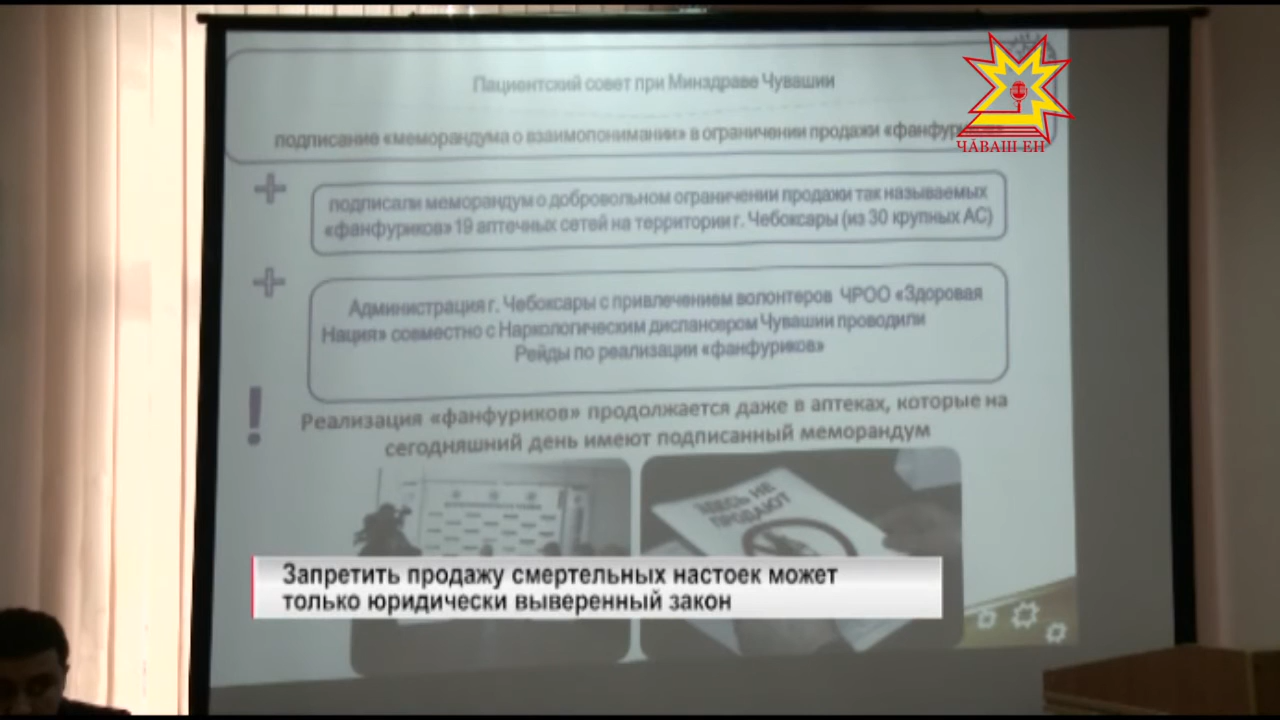 Пациентский совет при Минздраве Чувашии
ЧӐВАШ ЕН
подписание «меморандума о взаимопонимании» в ограничении продажи
подписали меморандум о добровольном ограничении продажи так называемых
«фанфуриков» 19 аптечных сетей на территории г. Чебоксары (из 30 крупных АС)
Администрация г. Чебоксары с привлечением волонтеров ЧРОО «Здоровая
Нация» совместно с Наркологическим диспансером Чувашии проводили
Рейды по реализации «фанфуриков»
!
Реализация «фанфуриков» продолжается даже в аптеках, которые на
сегодняшний день имеют подписанный меморандум
ЗДЕСЬ НЕ
ПРОДАЮТ
Запретить продажу смертельных настоек может
только юридически выверенный закон